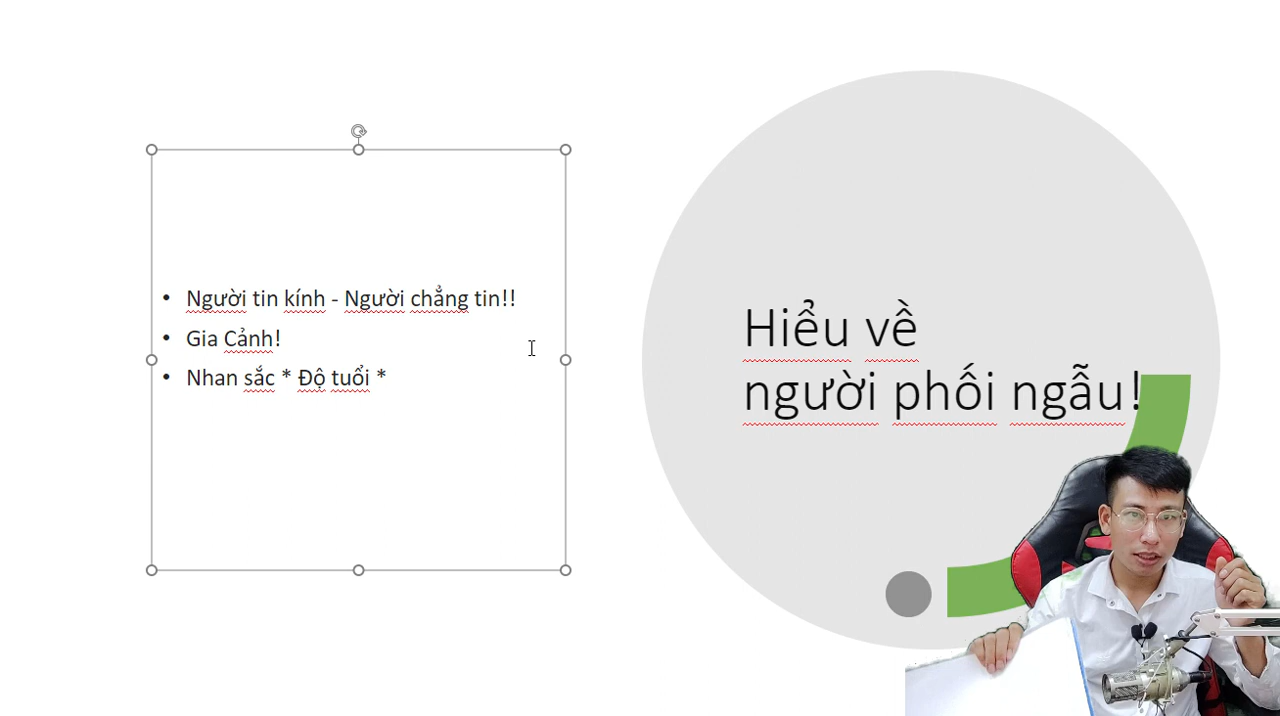 • Người tin kính - Người chẳng tin!!
• Gia Cảnh!
• Nhan sắc * Độ tuổi *
Hiểu về
người phối ngẫu!